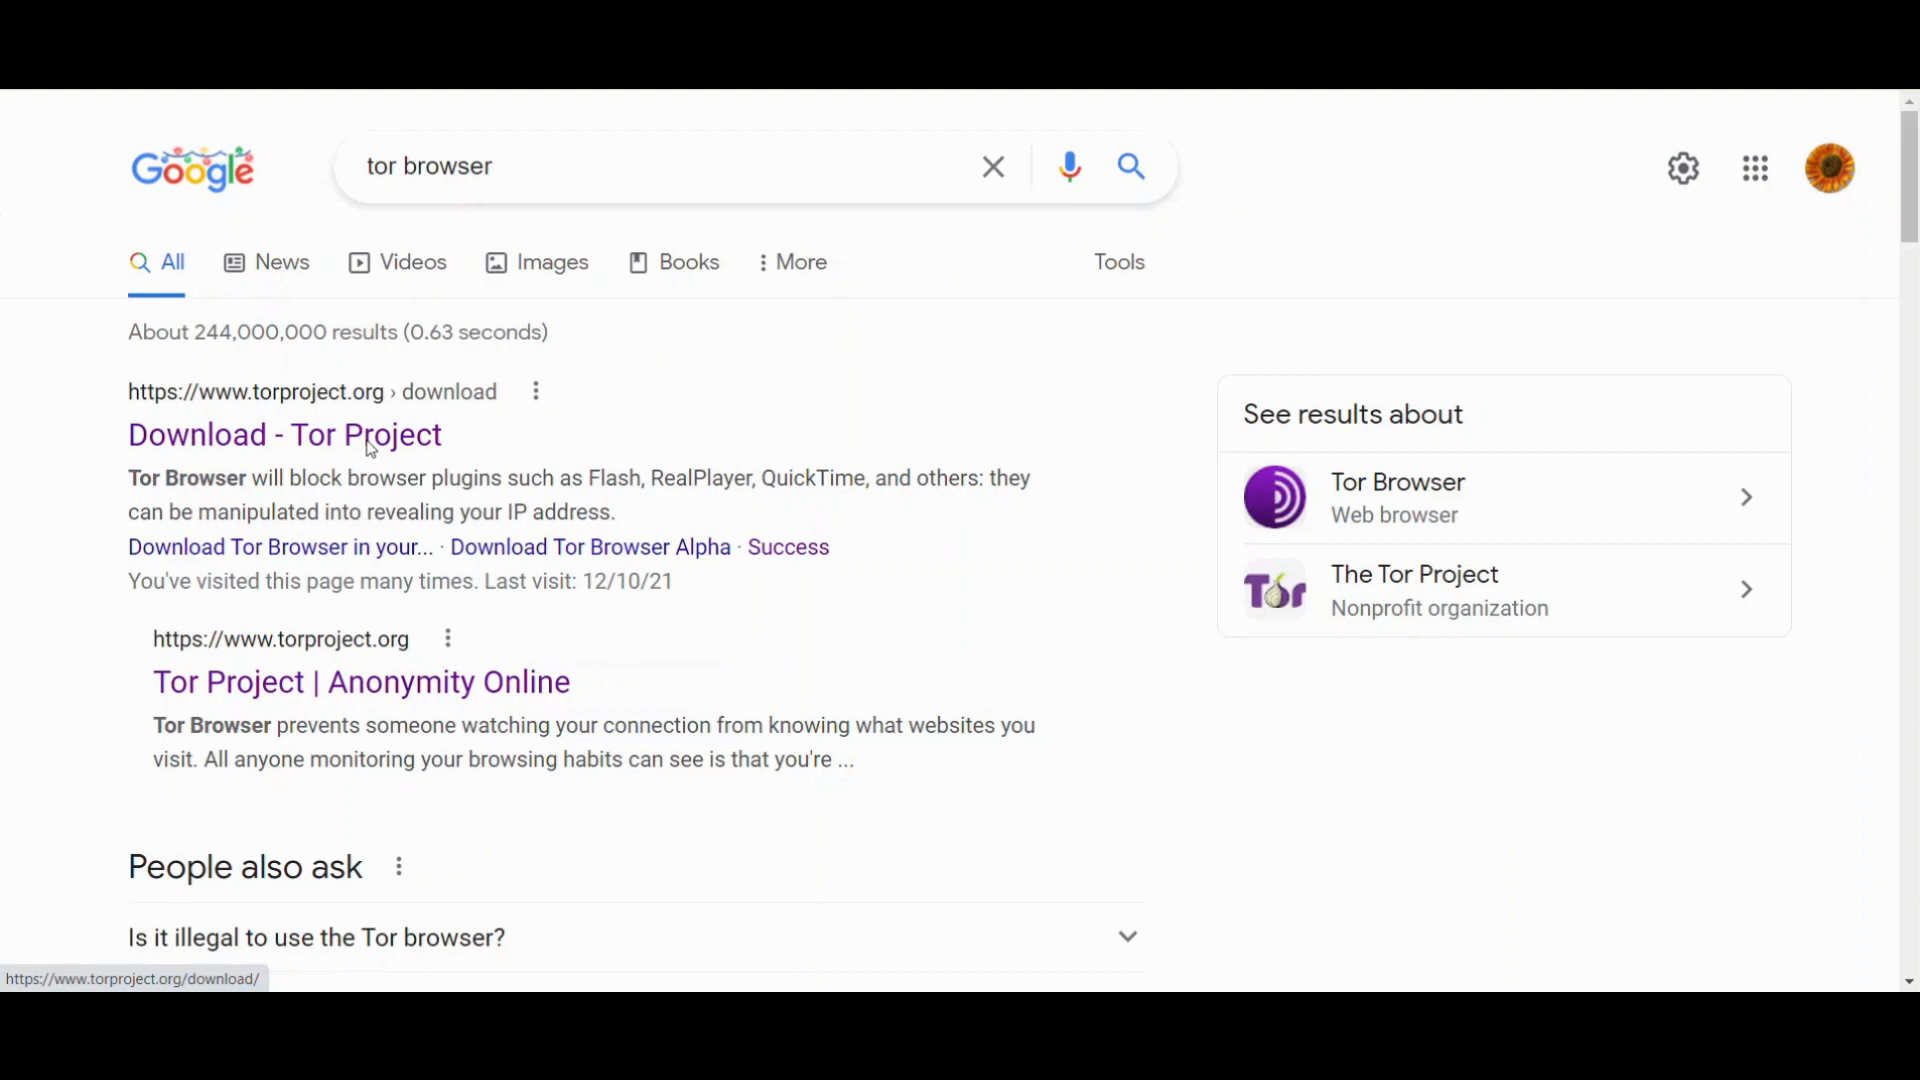 Google
tor browser
All
News
Videos
Images
Books
More
Tools
About 244,000,000 results (0.63 seconds)
https://www.torproject.org › download
Download - Tor Project
Tor Browser will block browser plugins such as Flash, RealPlayer, QuickTime, and others: they
can be manipulated into revealing your IP address.
Download Tor Browser in your... · Download Tor Browser Alpha · Success
You've visited this page many times. Last visit: 12/10/21
https://www.torproject.org
Tor Project | Anonymity Online
Tor Browser prevents someone watching your connection from knowing what websites you
visit. All anyone monitoring your browsing habits can see is that you're ...
People also ask
Is it illegal to use the Tor browser?
https://www.torproject.org/download/
See results about
Tor Browser
Web browser
Tor
The Tor Project
Nonprofit organization